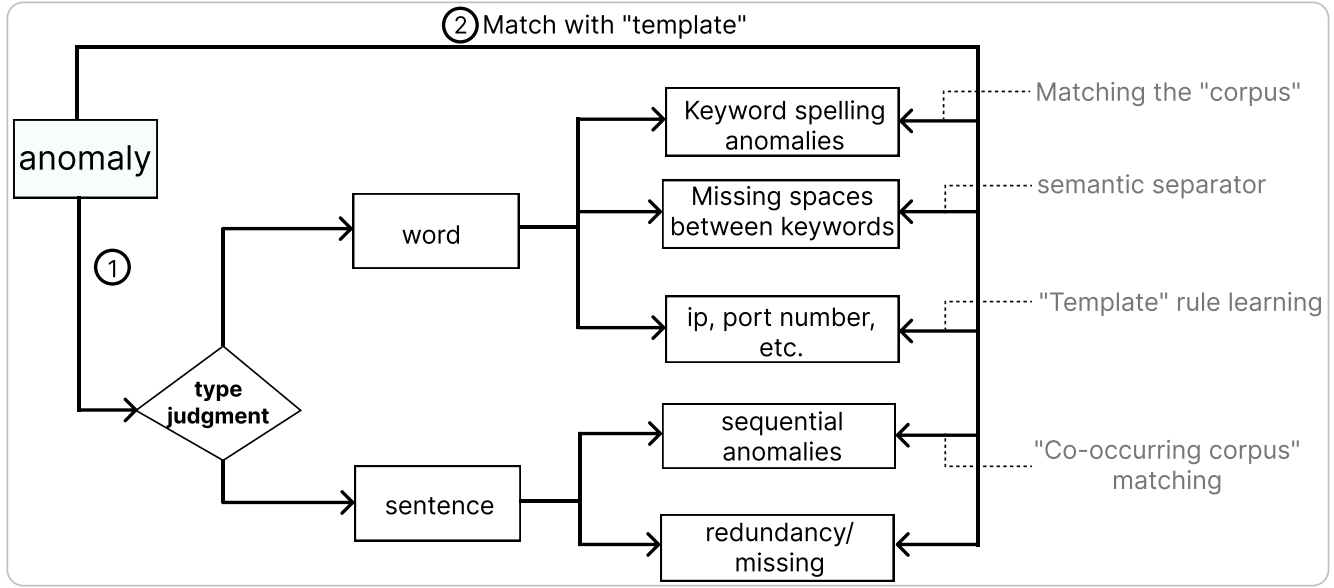 ② Match with "template"
anomaly
①
type
judgment
word
sentence
Keyword spelling
anomalies
Missing spaces
between keywords
ip, port number,
etc.
sequential
anomalies
redundancy/
missing
Matching the "corpus"
semantic separator
"Template" rule learning
"Co-occurring corpus"
matching